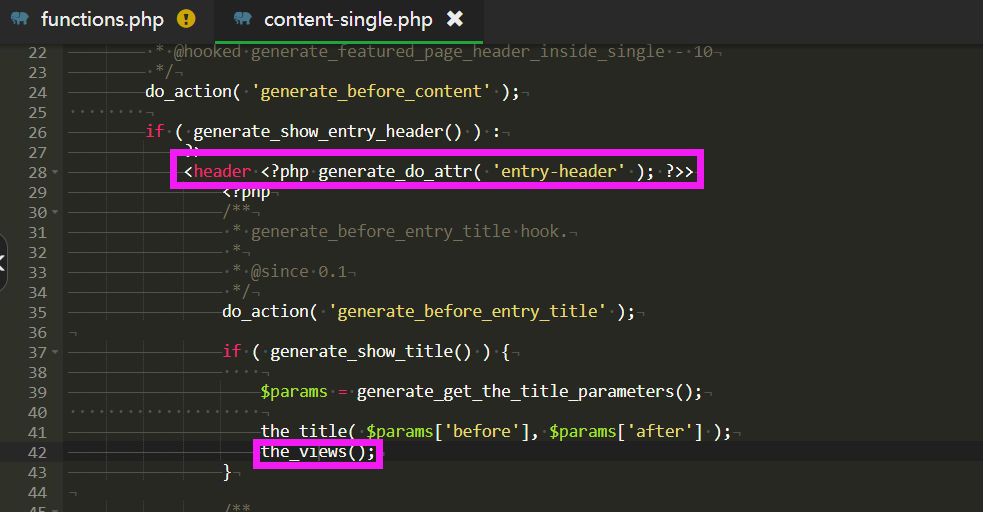 functions.php content-single.php
22 * @hooked generate_featured_page_header_inside_single - 10
23 */
24 do_action( 'generate_before_content' );
25
26 if ( generate_show_entry_header() ) :
27 ?>
28 <header <?php generate_do_attr( 'entry-header' ); ?>>
29 <?php
30 /**
31 * generate_before_entry_title hook.
32 *
33 * @since 0.1
34 */
35 do_action( 'generate_before_entry_title' );
36
37 if ( generate_show_title() ) {
38
39 $params = generate_get_the_title_parameters();
40
41 the_title( $params['before'], $params['after'] );
42 the_views();
43 }
44
45 /**